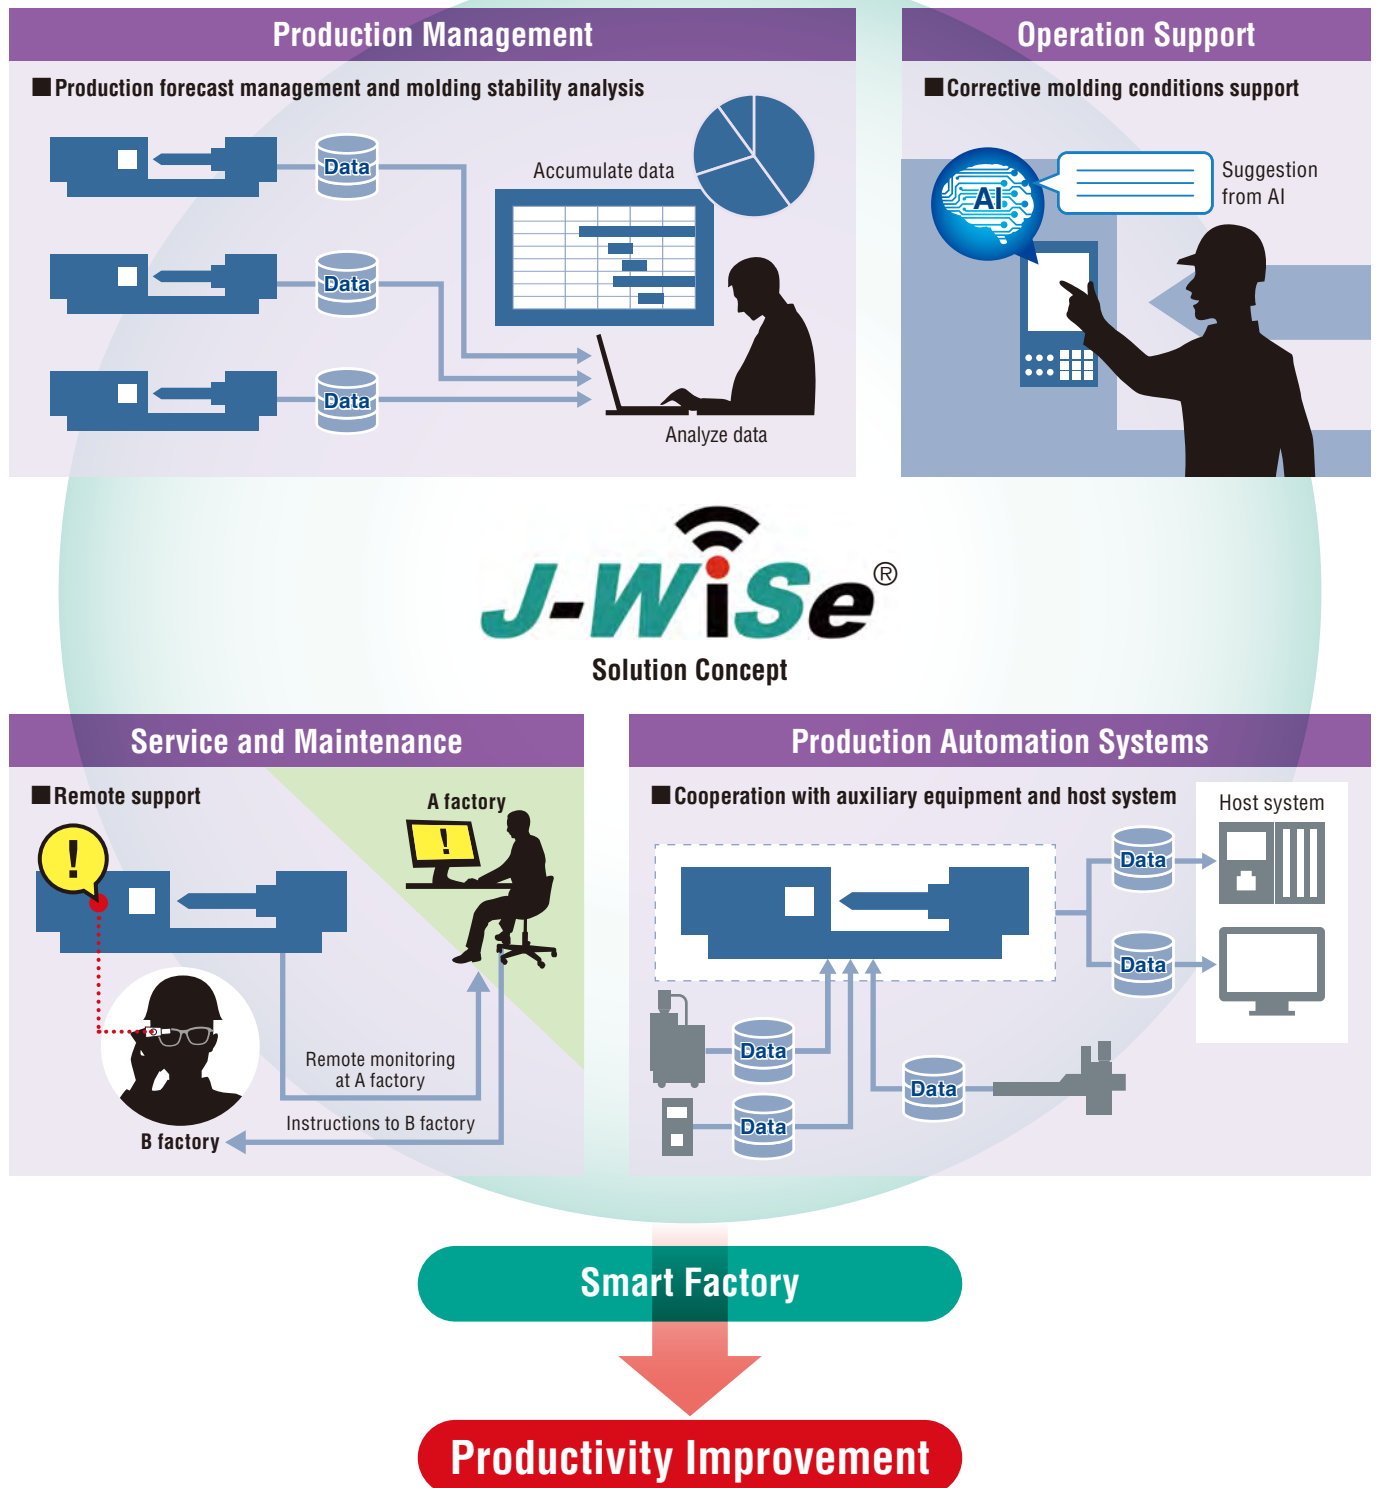 Production Management
■Production forecast management and molding stability analysis
Data
Accumulate data
Data
Data
Analyze data
Operation Support
■Corrective molding conditions support
AI
Suggestion
from AI
J-WiSe®
Solution Concept
Service and Maintenance
■Remote support
!
A factory
!
Remote monitoring
at A factory
Instructions to B factory
B factory
Production Automation Systems
■Cooperation with auxiliary equipment and host system
Host system
Data
Data
Data
Data
Data
Smart Factory
Productivity Improvement